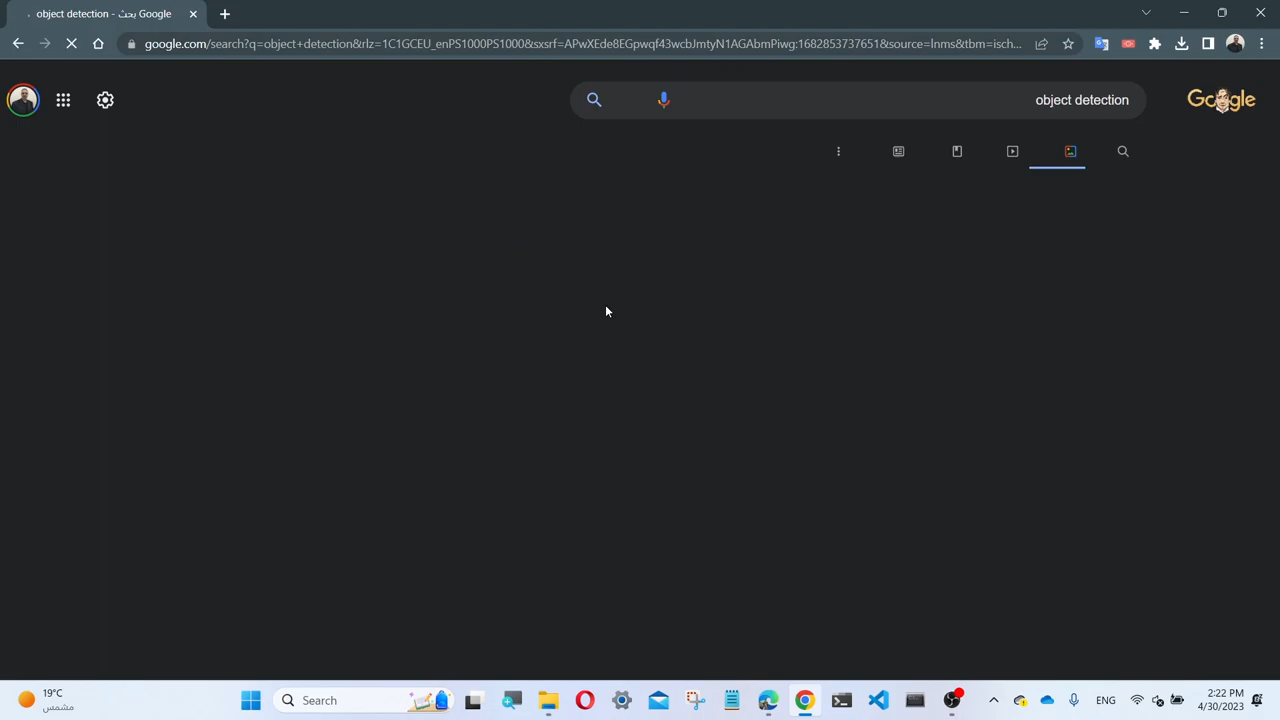 object detection - بحث Google
google.com/search?q=object+detection&rlz=1C1GCEU_enPS1000PS1000&sxsrf=APwXEde8EGpwqf43wcbJmtyN1AGAbmPiwg:1682853737651&source=lnms&tbm=isch...
object detection
Google
19°C
مشمس
Search
ENG
2:22 PM
4/30/2023